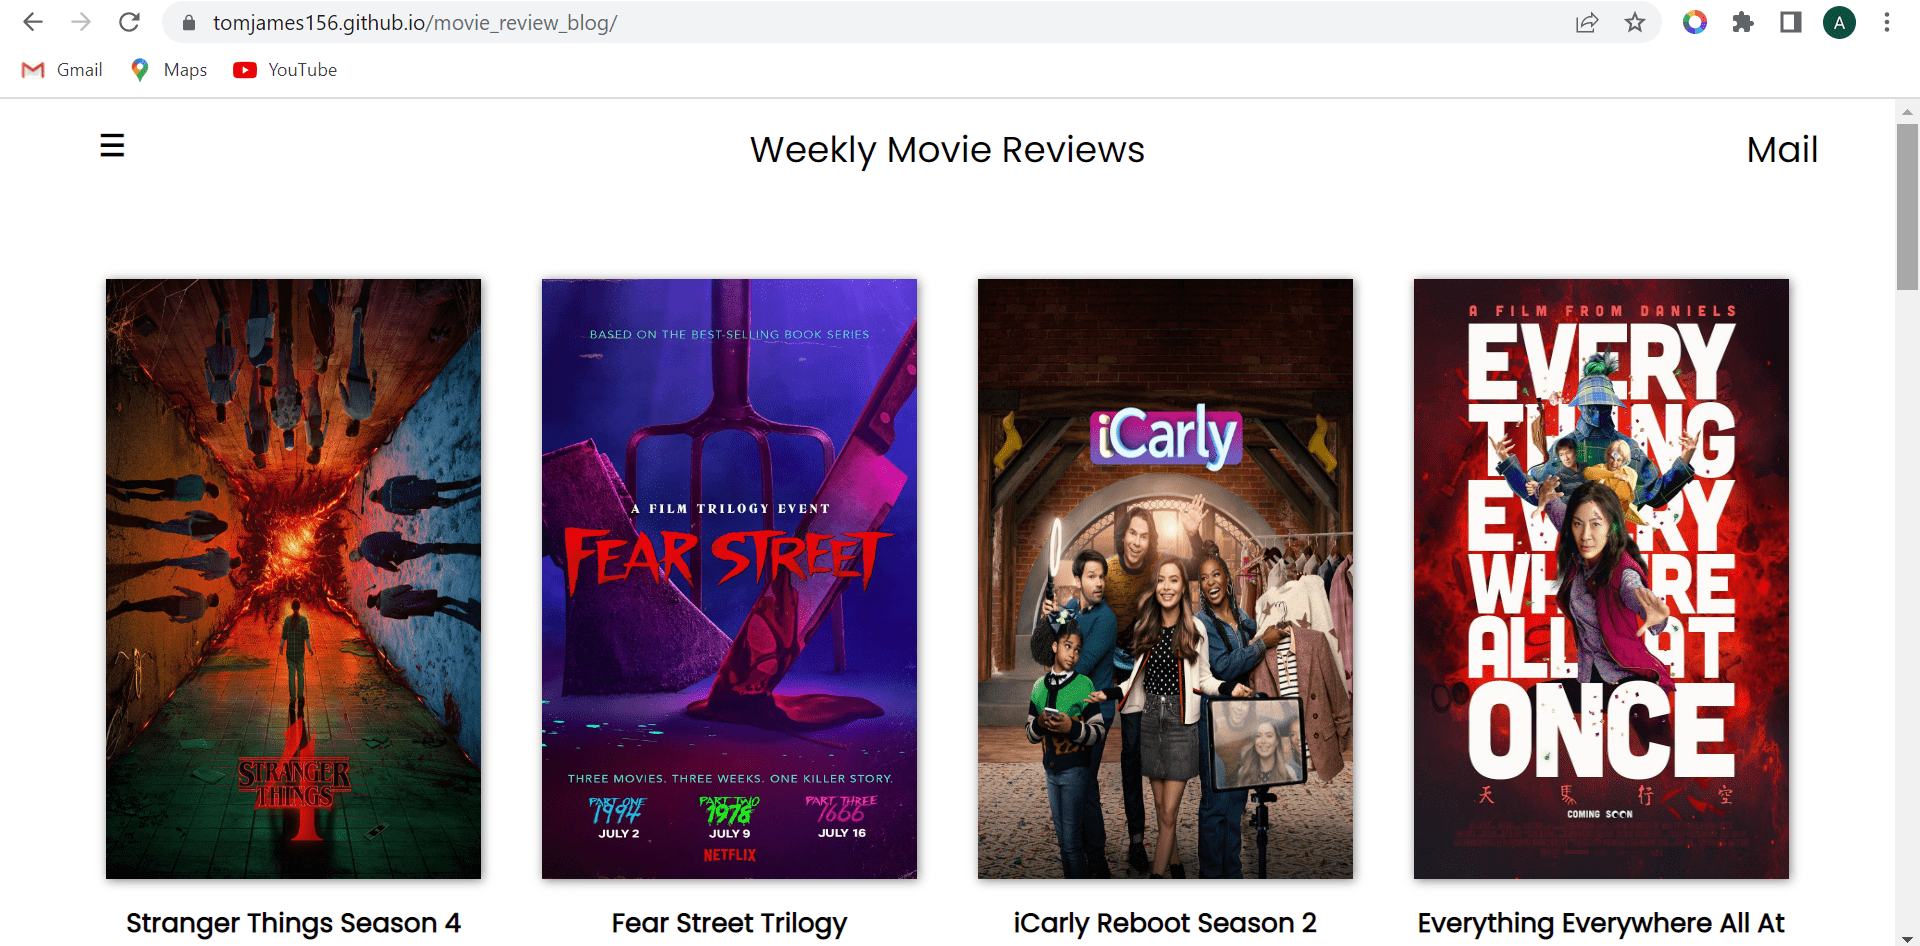 tomjames156.github.io/movie_review_blog/
A
Gmail
Maps
YouTube
☰
Weekly Movie Reviews
Mail
STRANGER
THINGS
4
Stranger Things Season 4
BASED ON THE BEST-SELLING BOOK SERIES
A FILM TRILOGY EVENT
FEAR STREET
THREE MOVIES. THREE WEEKS. ONE KILLER STORY.
PART ONE PART TWO PART THREE
1994 1978 1666
JULY 2 JULY 9 JULY 16
NETFLIX
Fear Street Trilogy
iCarly
iCarly Reboot Season 2
A FILM FROM DANIELS
EVERY
THING
EVERY
WHERE
ALL AT
ONCE
天 馬 行 空
COMING SOON
Everything Everywhere All At